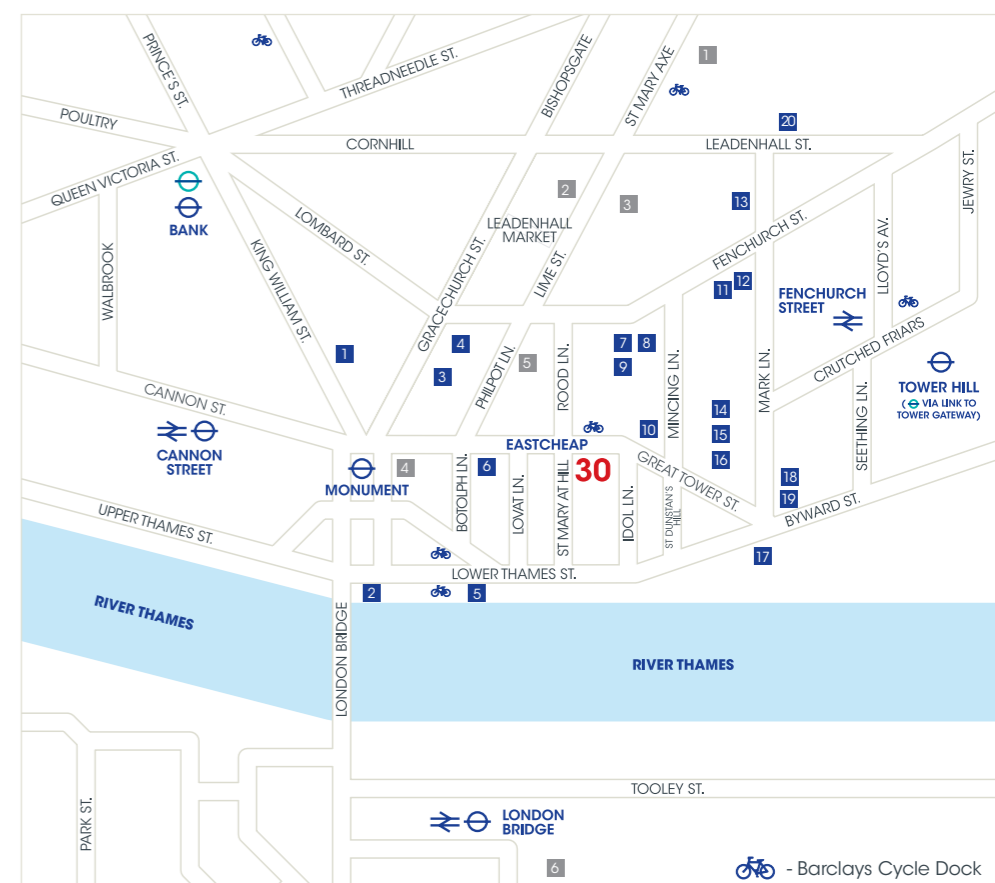 PRINCE'S ST.
THREADNEEDLE ST.
BISHOPSGATE
ST MARY AXE
1
POULTRY
20
CORNHILL
LEADENHALL ST.
QUEEN VICTORIA ST.
JEWRY ST.
BANK
2
3
13
LEADENHALL
MARKET
LOMBARD ST.
FENCHURCH ST.
LLOYD'S AV.
WALBROOK
KING WILLIAM ST.
GRACECHURCH ST.
LIME ST.
11
12
FENCHURCH
STREET
1
4
3
PHILPOT LN.
5
ROOD LN.
7
8
9
MINCING LN.
MARK LN.
CRUTCHED FRIARS
TOWER HILL
( VIA LINK TO
TOWER GATEWAY)
CANNON ST.
CANNON
STREET
10
14
15
16
SEETHING LN.
EASTCHEAP
30
MONUMENT
4
BOTOLPH LN.
6
LOVAT LN.
ST MARY AT HILL
IDOL LN.
ST DUNSTAN'S
HILL
GREAT TOWER ST.
18
19
BYWARD ST.
UPPER THAMES ST.
17
LOWER THAMES ST.
2
5
RIVER THAMES
LONDON BRIDGE
RIVER THAMES
TOOLEY ST.
PARK ST.
LONDON
BRIDGE
6
- Barclays Cycle Dock